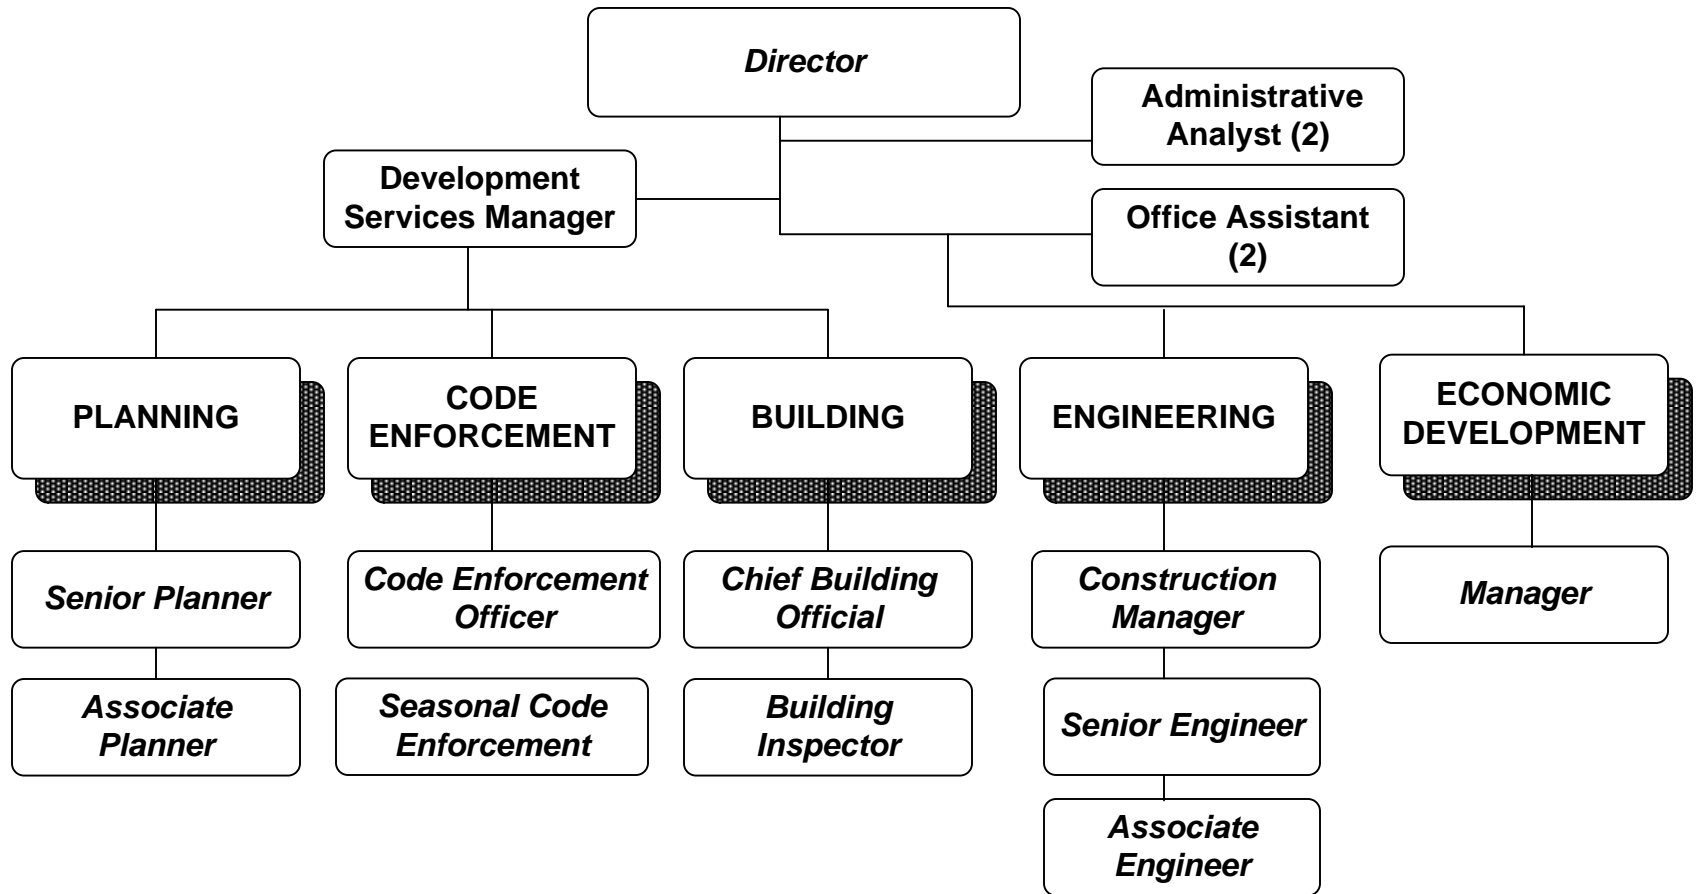 Director
Administrative
Analyst (2)
Development
Services Manager
Office Assistant
(2)
PLANNING
CODE
ENFORCEMENT
BUILDING
ENGINEERING
ECONOMIC
DEVELOPMENT
Senior Planner
Code Enforcement
Officer
Chief Building
Official
Construction
Manager
Manager
Associate
Planner
Seasonal Code
Enforcement
Building
Inspector
Senior Engineer
Associate
Engineer